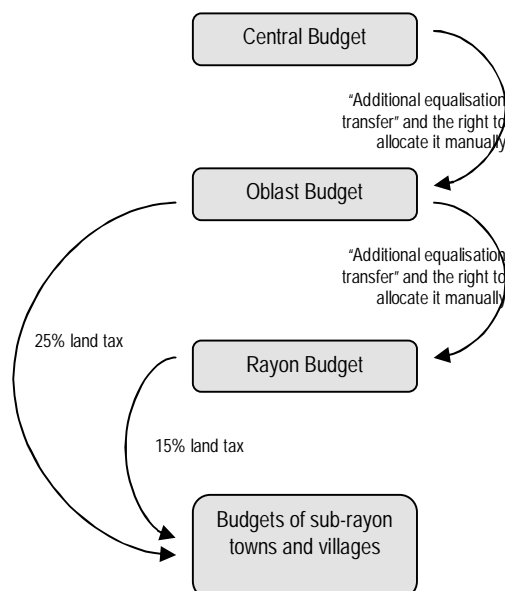 Central Budget
“Additional equalisation
transfer” and the right to
allocate it manually
Oblast Budget
“Additional equalisation
transfer” and the right to
allocate it manually
25% land tax
Rayon Budget
15% land tax
Budgets of sub-rayon
towns and villages